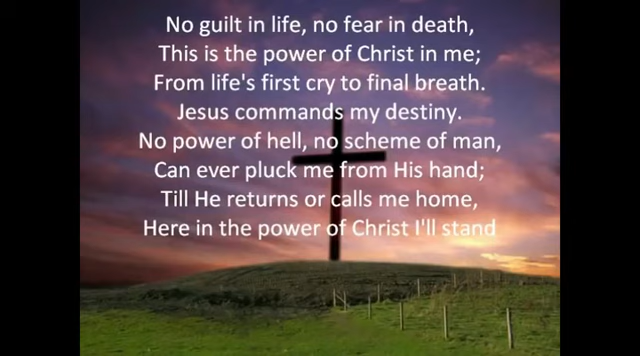 No guilt in life, no fear in death,
This is the power of Christ in me;
From life's first cry to final breath.
Jesus commands my destiny.
No power of hell, no scheme of man,
Can ever pluck me from His hand;
Till He returns or calls me home,
Here in the power of Christ I'll stand